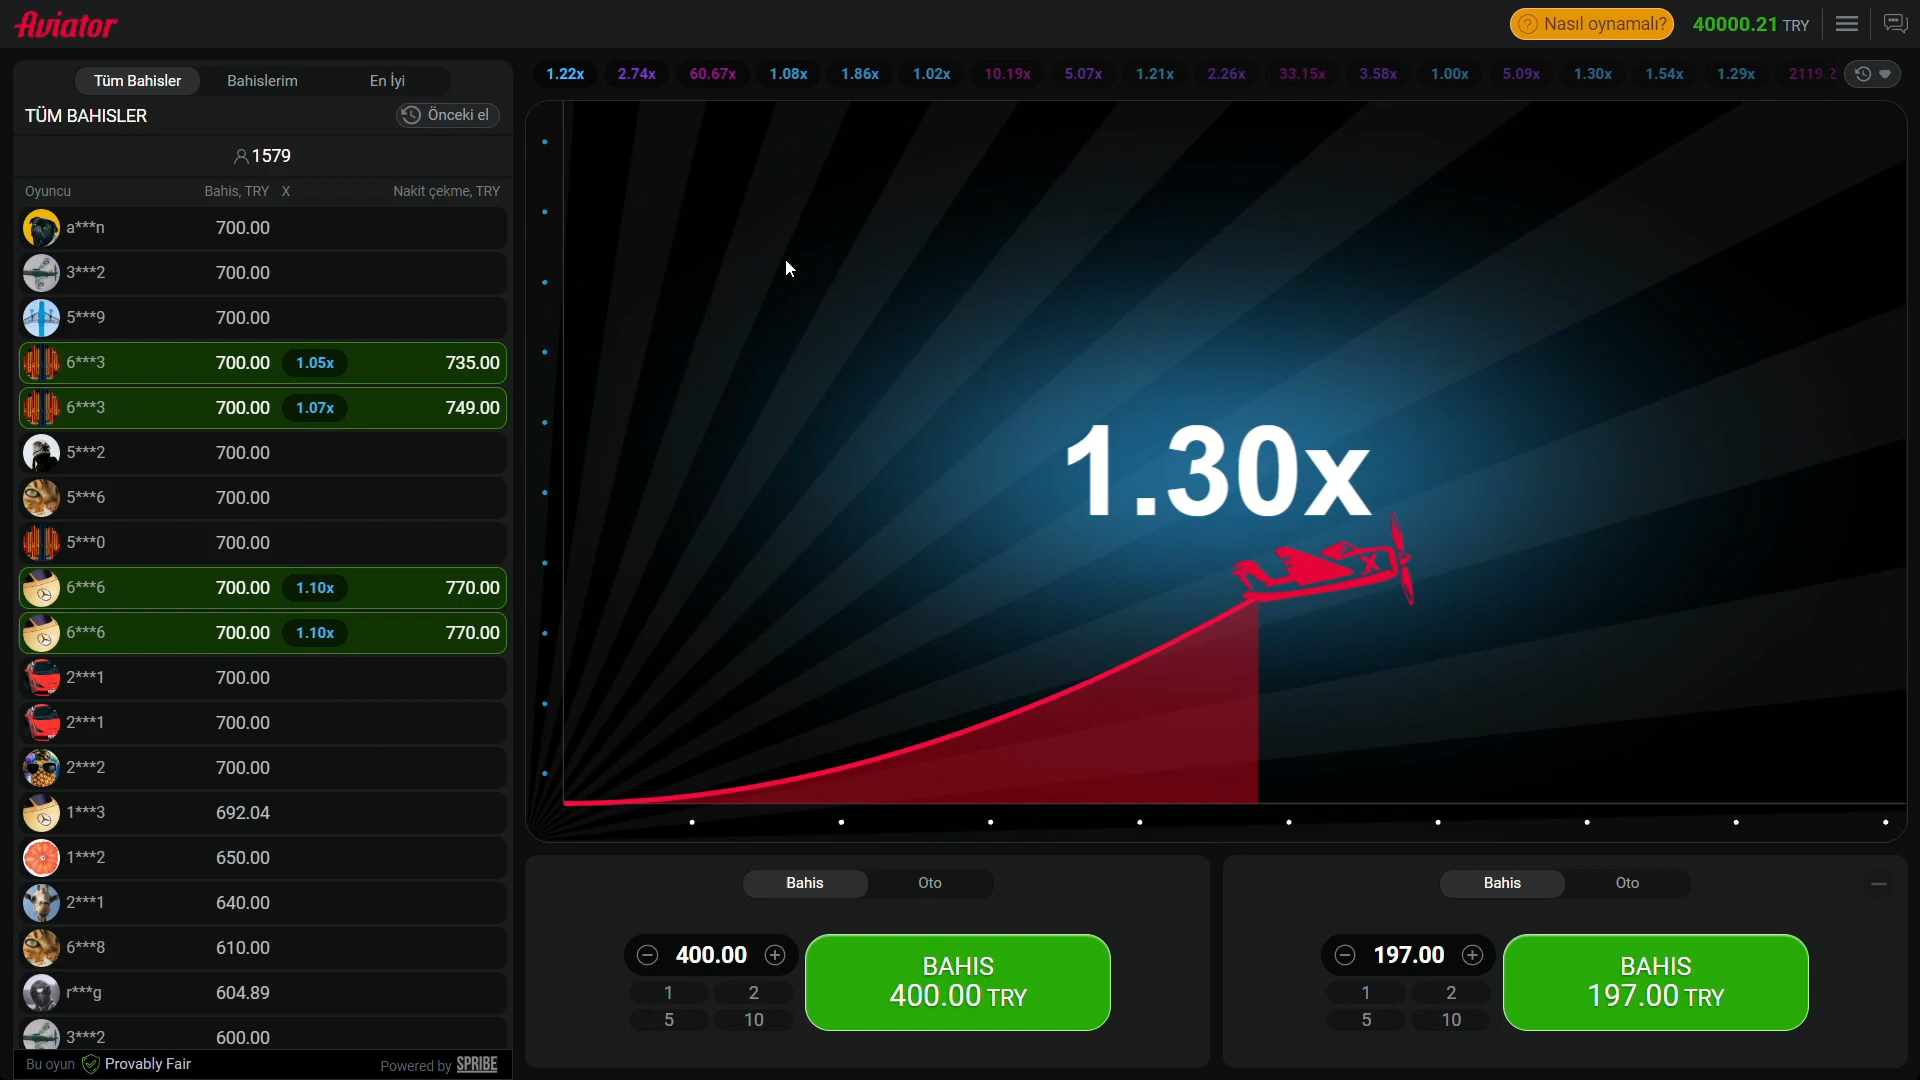 Aviator
Nasıl oynamalı?
40000.21 TRY
Tüm Bahisler
Bahislerim
En İyi
TÜM BAHISLER
Önceki el
1579
Oyuncu Bahis, TRY X Nakit çekme, TRY
a***n 700.00
3***2 700.00
5***9 700.00
6***3 700.00 1.05x 735.00
6***3 700.00 1.07x 749.00
5***2 700.00
5***6 700.00
5***0 700.00
6***6 700.00 1.10x 770.00
6***6 700.00 1.10x 770.00
2***1 700.00
2***1 700.00
2***2 700.00
1***3 692.04
1***2 650.00
2***1 640.00
6***8 610.00
r***g 604.89
3***2 600.00
Bu oyun Provably Fair
Powered by SPRIBE
1.22x 2.74x 60.67x 1.08x 1.86x 1.02x 10.19x 5.07x 1.21x 2.26x 33.15x 3.58x 1.00x 5.09x 1.30x 1.54x 1.29x 2119.2
1.30x
X
Bahis Oto
400.00
1 2
5 10
BAHIS
400.00 TRY
Bahis Oto
197.00
1 2
5 10
BAHIS
197.00 TRY